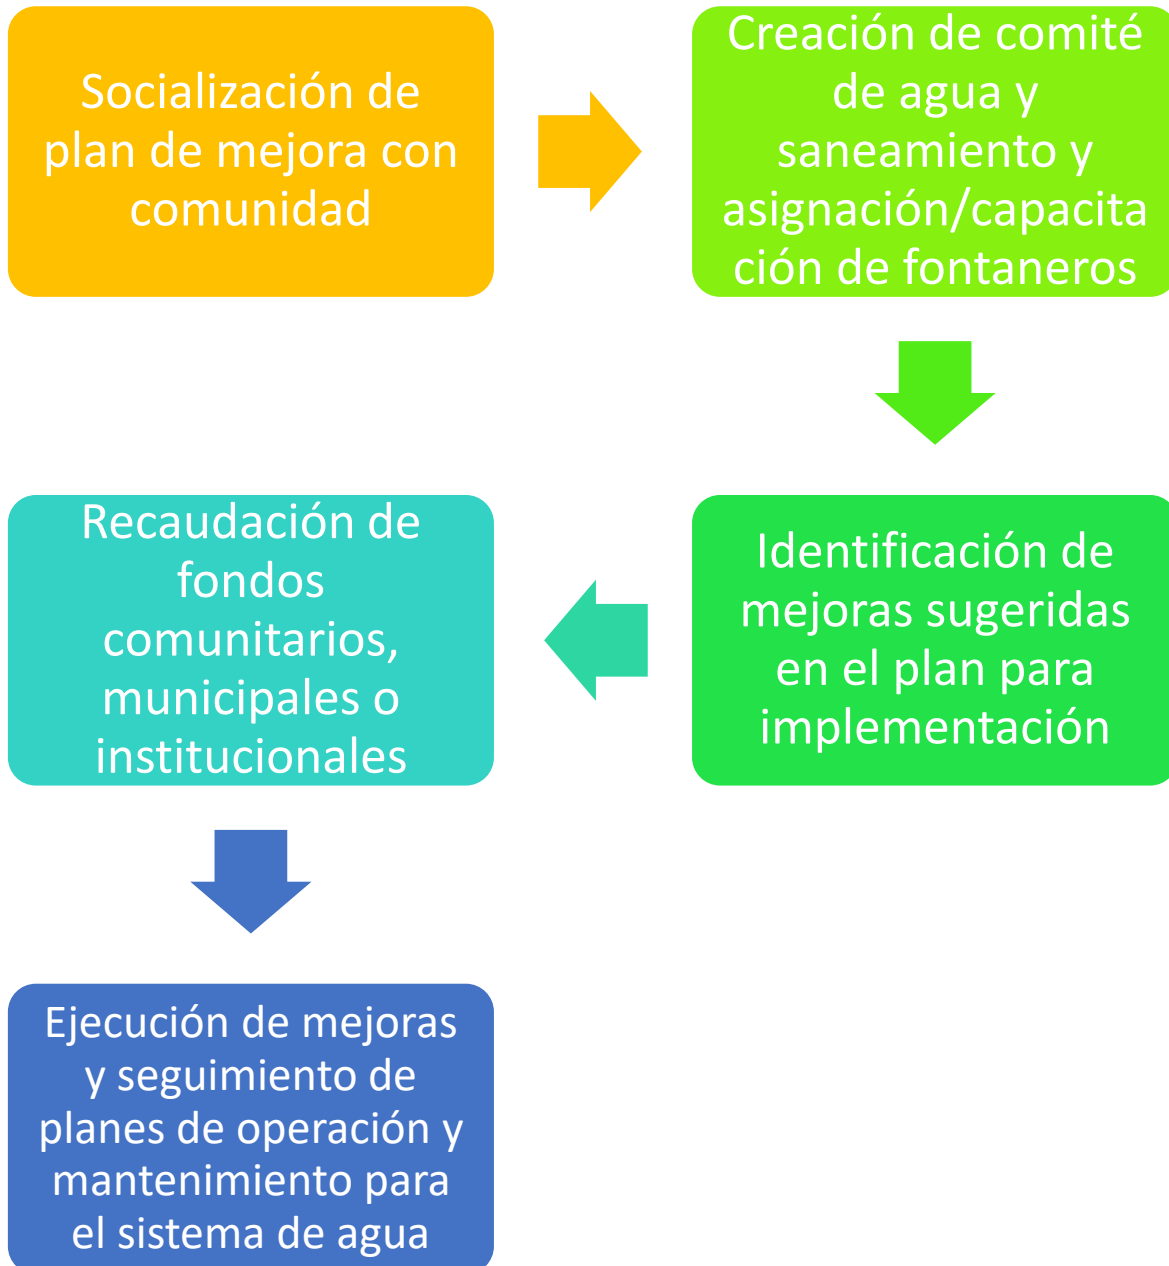 Socialización de
plan de mejora con
comunidad
Creación de comité
de agua y
saneamiento y
asignación/capacita
ción de fontaneros
Identificación de
mejoras sugeridas
en el plan para
implementación
Recaudación de
fondos
comunitarios,
municipales o
institucionales
Ejecución de mejoras
y seguimiento de
planes de operación y
mantenimiento para
el sistema de agua